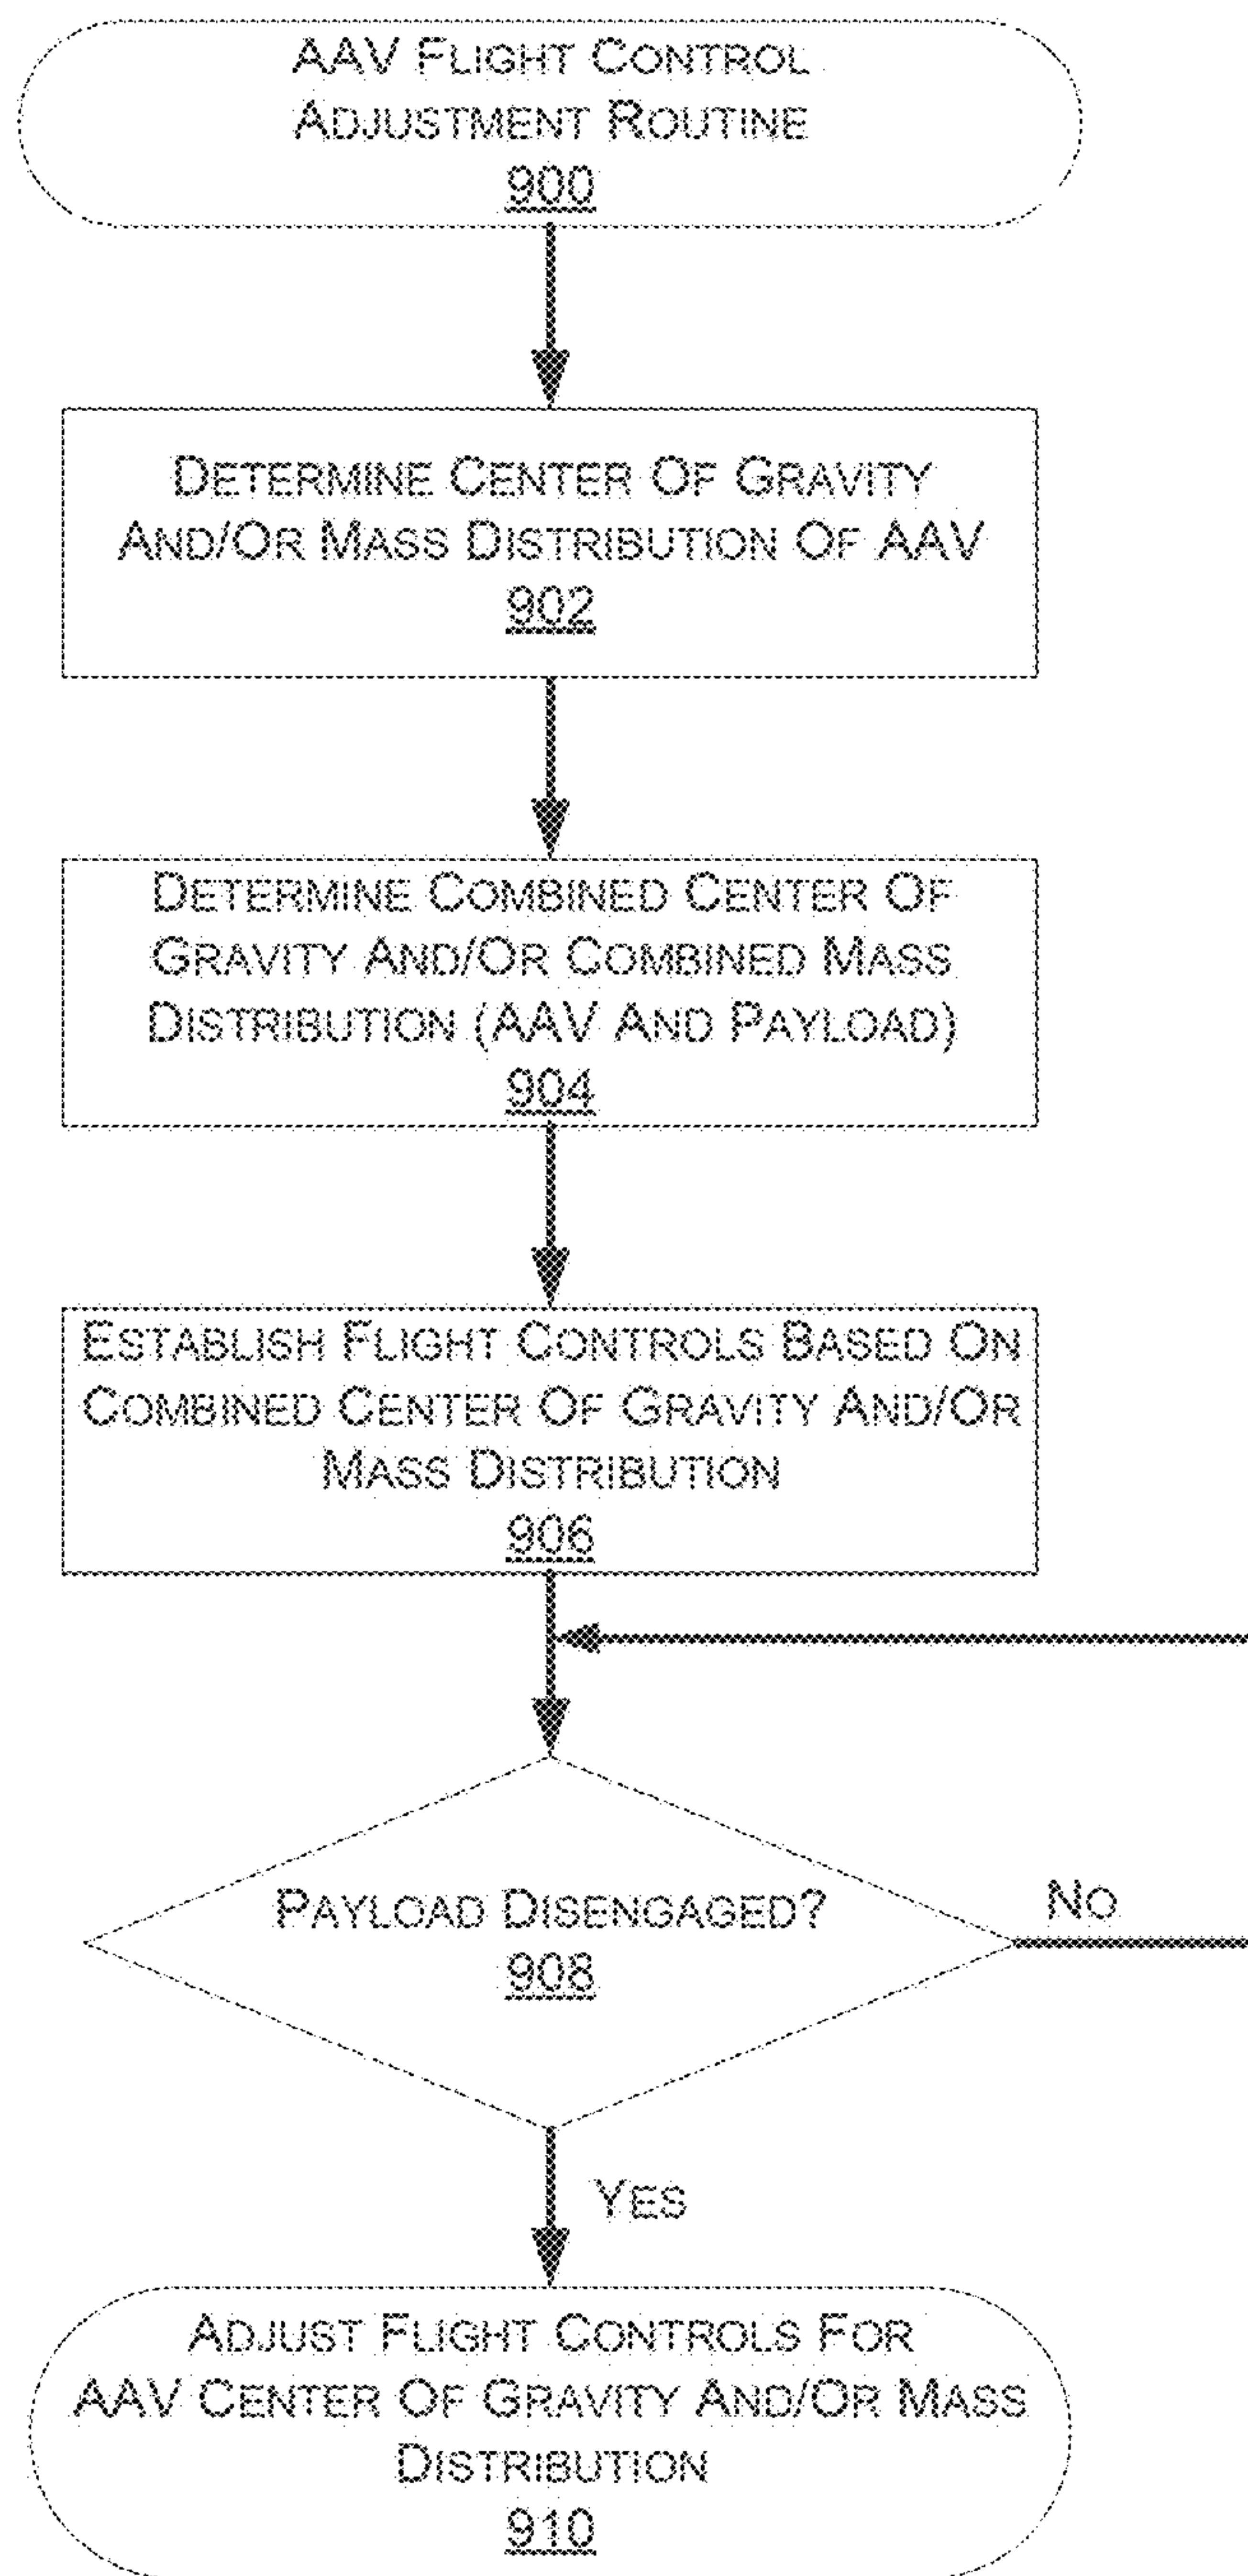 AAV FLIGHT CONTROL
ADJUSTMENT ROUTINE
900
DETERMINE CENTER OF GRAVITY
AND/OR MASS DISTRIBUTION OF AAV
902
DETERMINE COMBINED CENTER OF
GRAVITY AND/OR COMBINED MASS
DISTRIBUTION (AAV AND PAYLOAD)
904
ESTABLISH FLIGHT CONTROLS BASED ON
COMBINED CENTER OF GRAVITY AND/OR
MASS DISTRIBUTION
906
PAYLOAD DISENGAGED?
908
NO
YES
ADJUST FLIGHT CONTROLS FOR
AAV CENTER OF GRAVITY AND/OR MASS
DISTRIBUTION
910